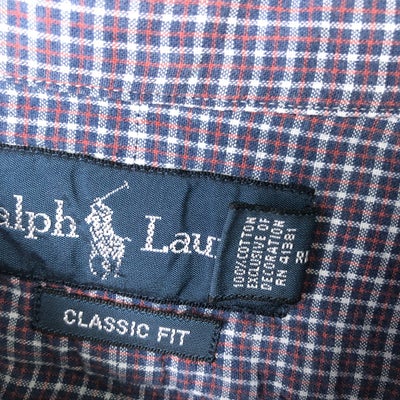 alph Lau
100% COTTON
EXCLUSIVE OF
DECORATION
RN 41381
CLASSIC FIT